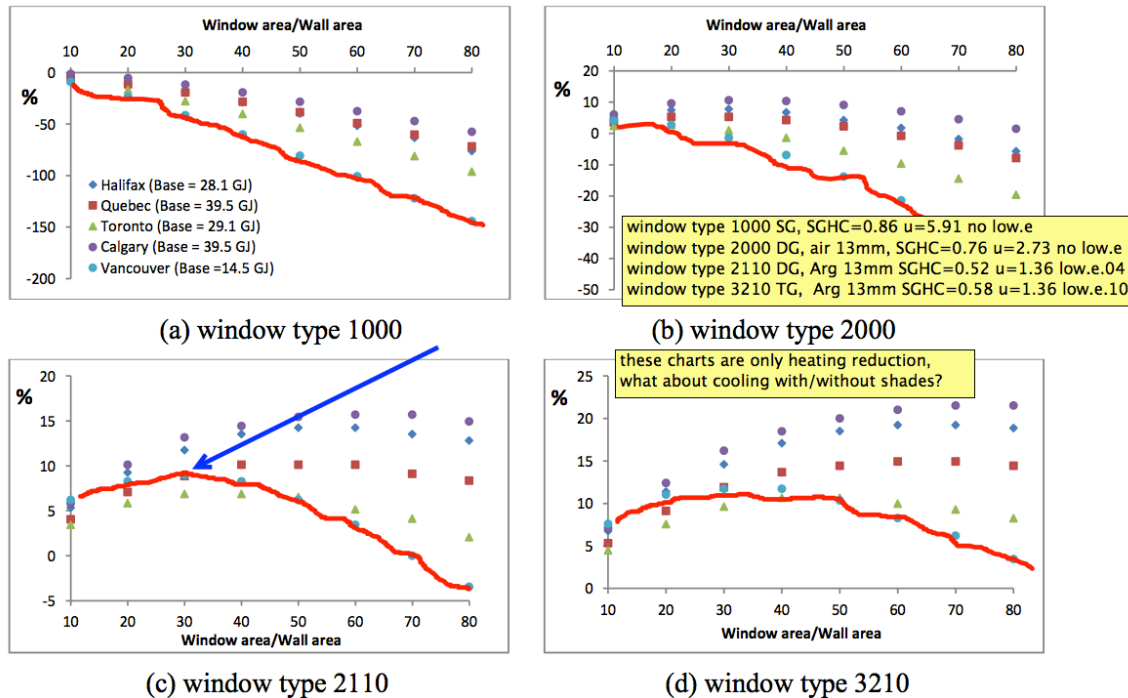 Window area/Wall area
10 20 30 40 50 60 70 80
0
%
-50
-100
-150
-200
Halifax (Base = 28.1 GJ)
Quebec (Base = 39.5 GJ)
Toronto (Base = 29.1 GJ)
Calgary (Base = 39.5 GJ)
Vancouver (Base =14.5 GJ)
(a) window type 1000
Window area/Wall area
10 20 30 40 50 60 70 80
20
%
10
0
-10
-20
-30
-40
-50
window type 1000 SG, SGHC=0.86 u=5.91 no low.e
window type 2000 DG, air 13mm, SGHC=0.76 u=2.73 no low.e
window type 2110 DG, Arg 13mm SGHC=0.52 u=1.36 low.e.04
window type 3210 TG, Arg 13mm SGHC=0.58 u=1.36 low.e.10
(b) window type 2000
20
%
15
10
5
0
-5
10 20 30 40 50 60 70 80
Window area/Wall area
(c) window type 2110
these charts are only heating reduction,
what about cooling with/without shades?
25
%
20
15
10
5
0
10 20 30 40 50 60 70 80
Window area/Wall area
(d) window type 3210